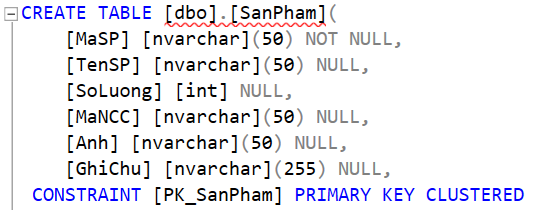 CREATE TABLE [dbo].[SanPham](
[MaSP] [nvarchar](50) NOT NULL,
[TenSP] [nvarchar](50) NULL,
[SoLuong] [int] NULL,
[MaNCC] [nvarchar](50) NULL,
[Anh] [nvarchar](50) NULL,
[GhiChu] [nvarchar](255) NULL,
CONSTRAINT [PK_SanPham] PRIMARY KEY CLUSTERED